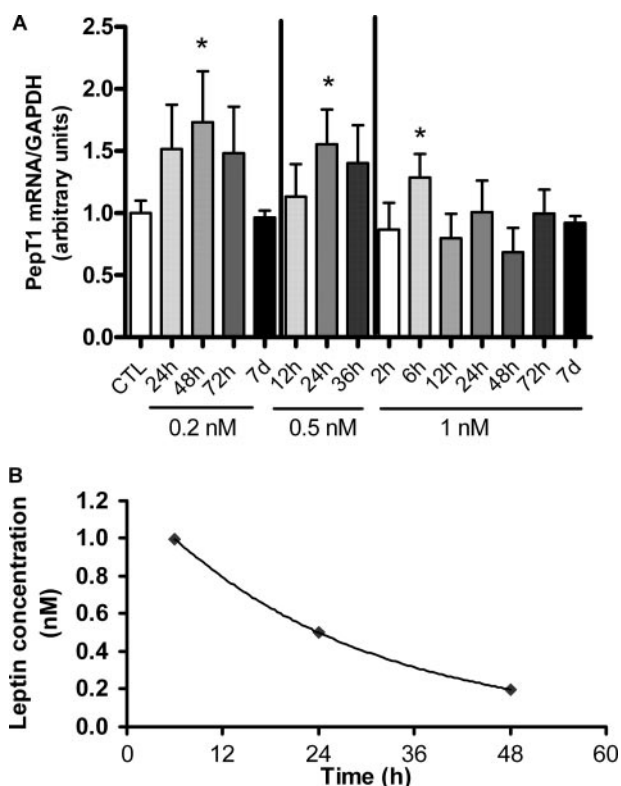 A
PepT1 mRNA/GAPDH
(arbitrary units)
2.5
2.0
1.5
1.0
0.5
0.0
* * *
CTL 24h 48h 72h 7d 12h 24h 36h 2h 6h 12h 24h 48h 72h 7d
0.2 nM 0.5 nM 1 nM
B
Leptin concentration
(nM)
1.2
1.0
0.8
0.6
0.4
0.2
0.0
0 12 24 36 48 60
Time (h)